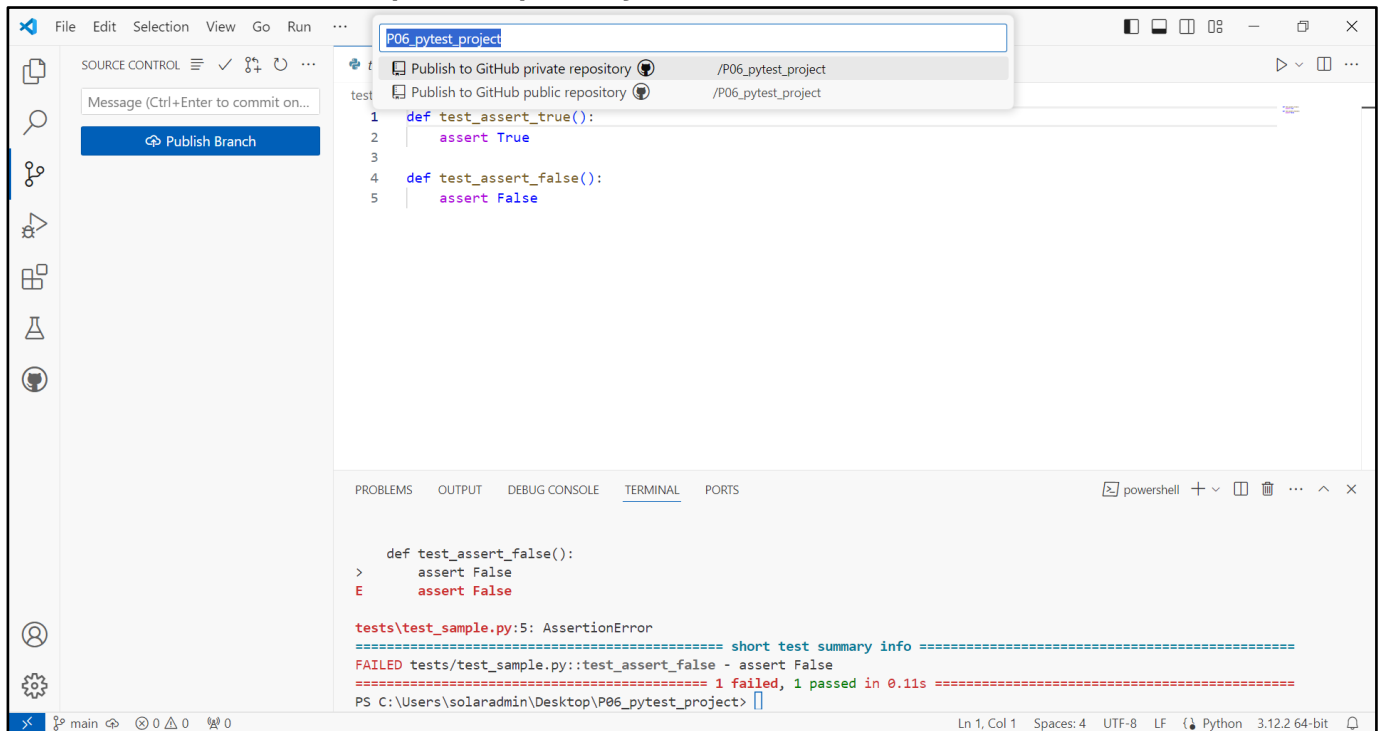 File Edit Selection View Go Run ···
P06_pytest_project
Publish to GitHub private repository /P06_pytest_project
Publish to GitHub public repository /P06_pytest_project
SOURCE CONTROL
Message (Ctrl+Enter to commit on...
Publish Branch
t
test
1 def test_assert_true():
2 assert True
3
4 def test_assert_false():
5 assert False
PROBLEMS OUTPUT DEBUG CONSOLE TERMINAL PORTS
powershell
def test_assert_false():
> assert False
E assert False
tests\test_sample.py:5: AssertionError
=============================================== short test summary info ================================================
FAILED tests/test_sample.py::test_assert_false - assert False
============================================= 1 failed, 1 passed in 0.11s ==============================================
PS C:\Users\solaradmin\Desktop\P06_pytest_project>
main 0 0 0 Ln 1, Col 1 Spaces: 4 UTF-8 LF Python 3.12.2 64-bit